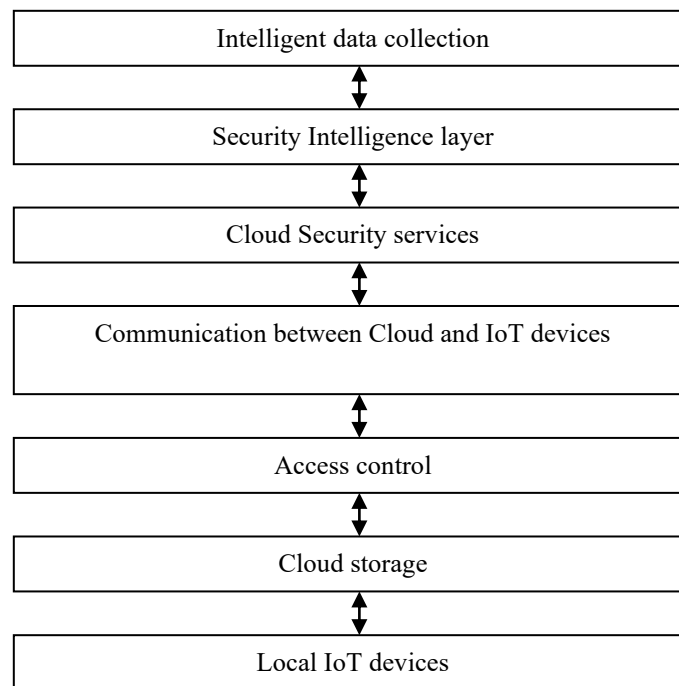 Intelligent data collection
Security Intelligence layer
Cloud Security services
Communication between Cloud and IoT devices
Access control
Cloud storage
Local IoT devices